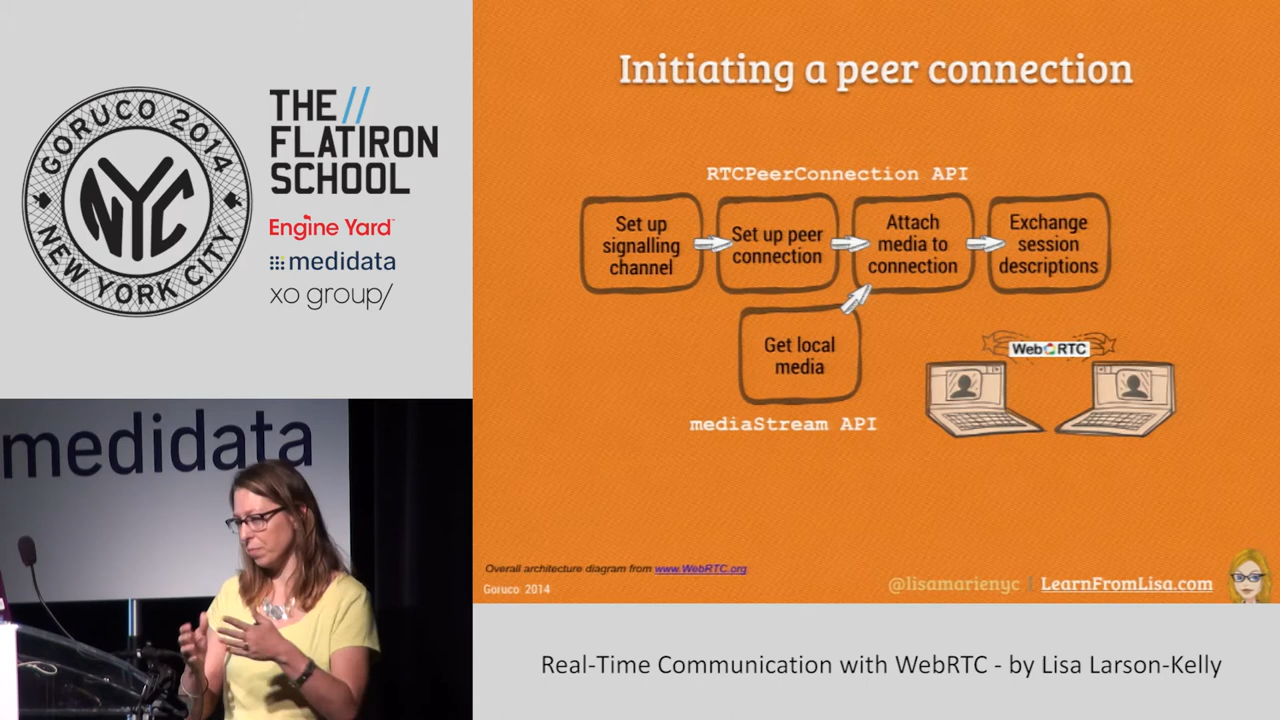 GORUCO 2014
NYC
NEW YORK CITY
THE //
FLATIRON
SCHOOL
Engine Yard™
medidata
xo group/
medidata
Initiating a peer connection
RTCPeerConnection API
Set up
signalling
channel
Set up peer
connection
Attach
media to
connection
Exchange
session
descriptions
Get local
media
mediaStream API
WebRTC
Overall architecture diagram from www.WebRTC.org
Goruco 2014
@lisamarienyc | LearnFromLisa.com
Real-Time Communication with WebRTC - by Lisa Larson-Kelly